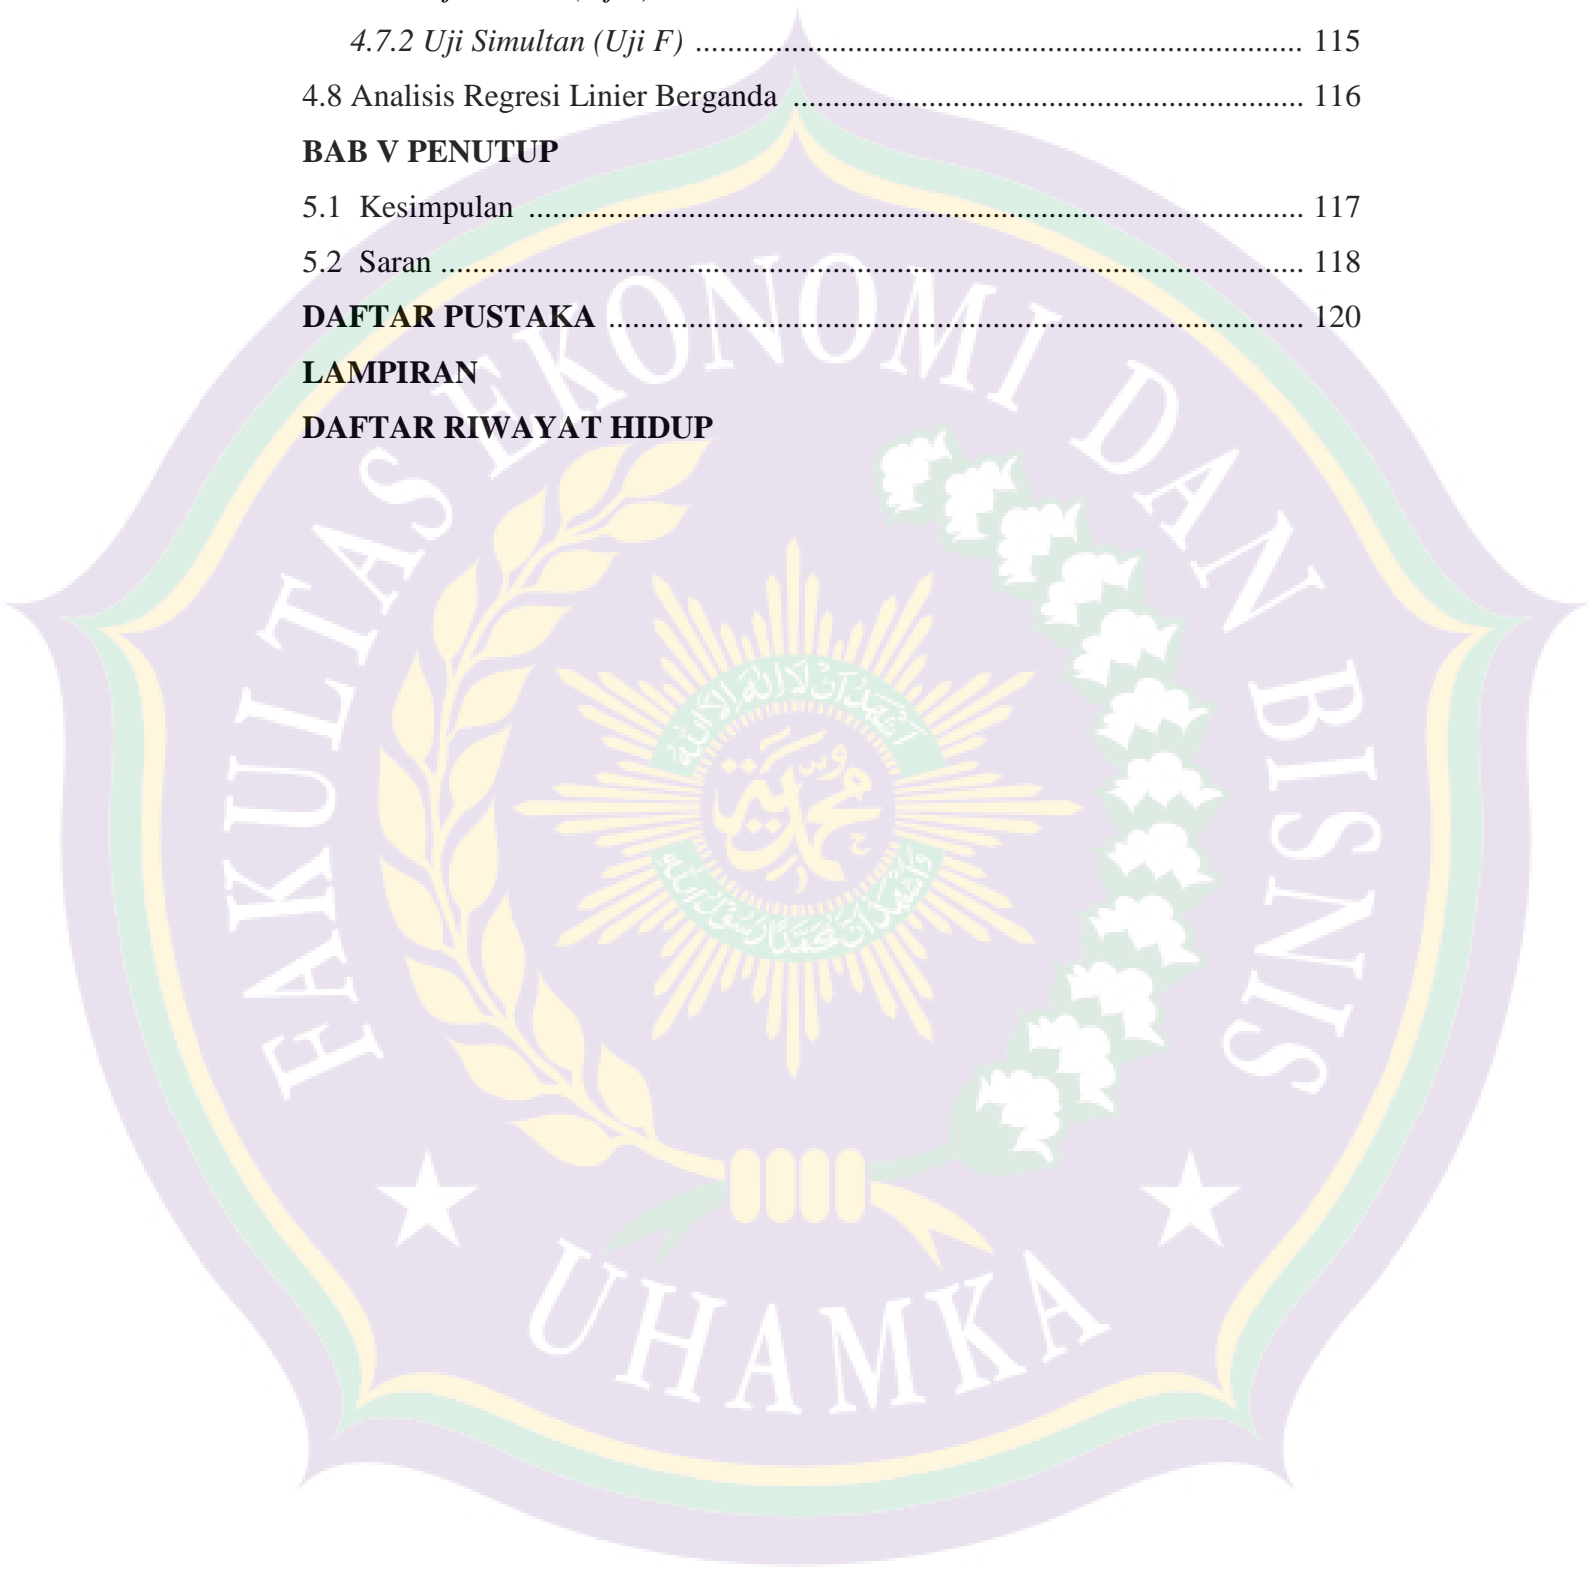 4.7.2 Uji Simultan (Uji F) ........................................................................... 115
4.8 Analisis Regresi Linier Berganda ............................................................... 116
BAB V PENUTUP
5.1 Kesimpulan ................................................................................................ 117
5.2 Saran ........................................................................................................... 118
DAFTAR PUSTAKA ...................................................................................... 120
LAMPIRAN
DAFTAR RIWAYAT HIDUP
FAKULTAS EKONOMI DAN BISNIS
محمدية
UHAMKA